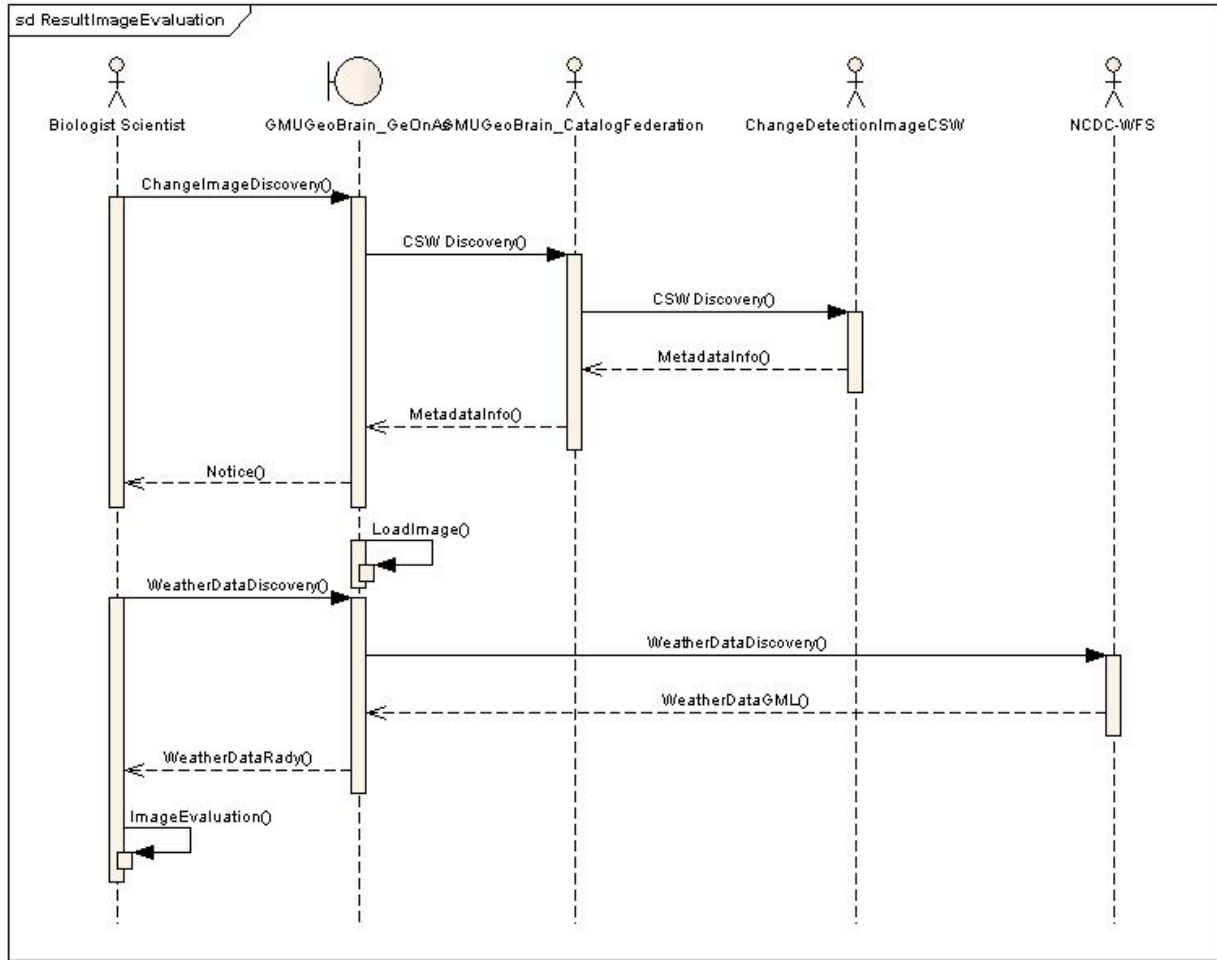 sd ResultImageEvaluation
Biologist Scientist
GMUGeoBrain_GeOnAS
GMUGeoBrain_CatalogFederation
ChangeDetectionImageCSW
NCDC-WFS
ChangeImageDiscovery()
CSW Discovery()
CSW Discovery()
MetadataInfo()
MetadataInfo()
Notice()
LoadImage()
WeatherDataDiscovery()
WeatherDataDiscovery()
WeatherDataGML()
WeatherDataRady()
ImageEvaluation()